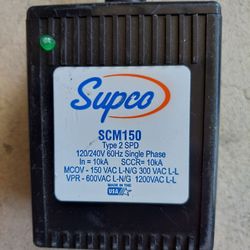 Supco
SCM150
Type 2 SPD
120/240V 60Hz Single Phase
In = 10kA SCCR= 10kA
MCOV - 150 VAC L-N/G 300 VAC L-L
VPR - 600VAC L-N/G 1200VAC L-L
MADE IN THE
USA